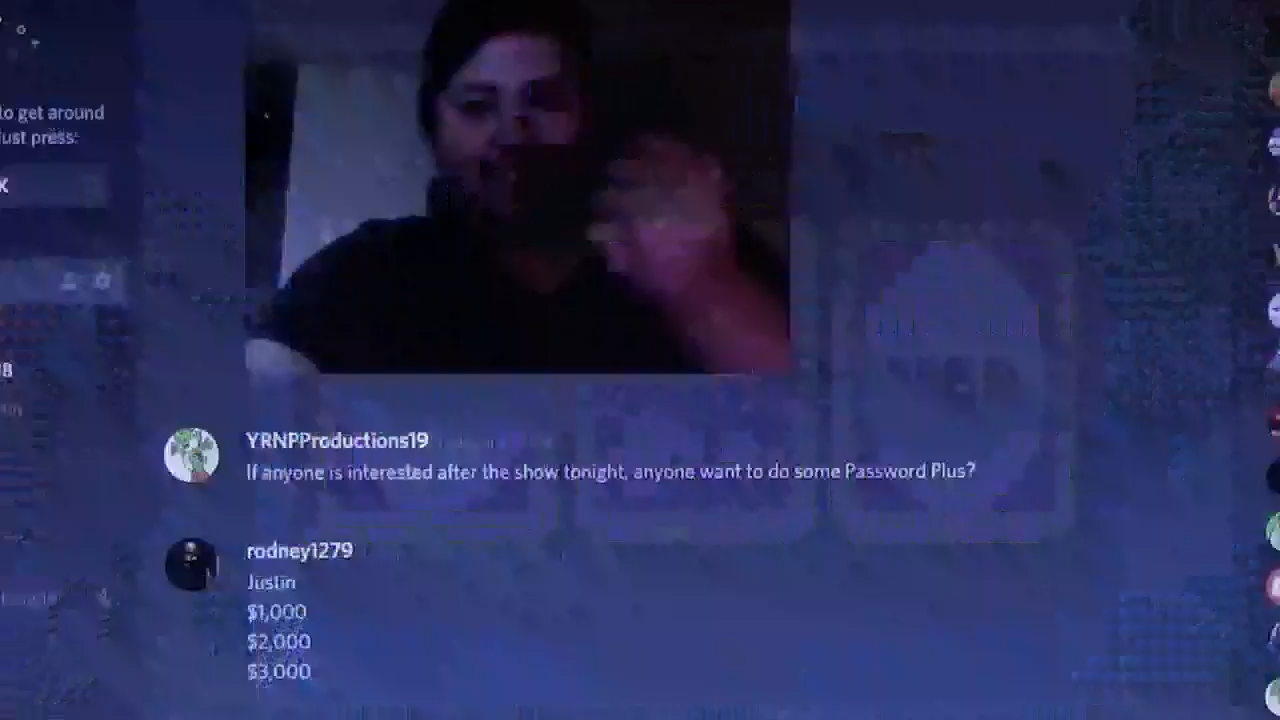 to get around
just press:
K
8
YRNPProductions19
If anyone is interested after the show tonight, anyone want to do some Password Plus?
rodney1279
Justin
$1,000
$2,000
$3,000